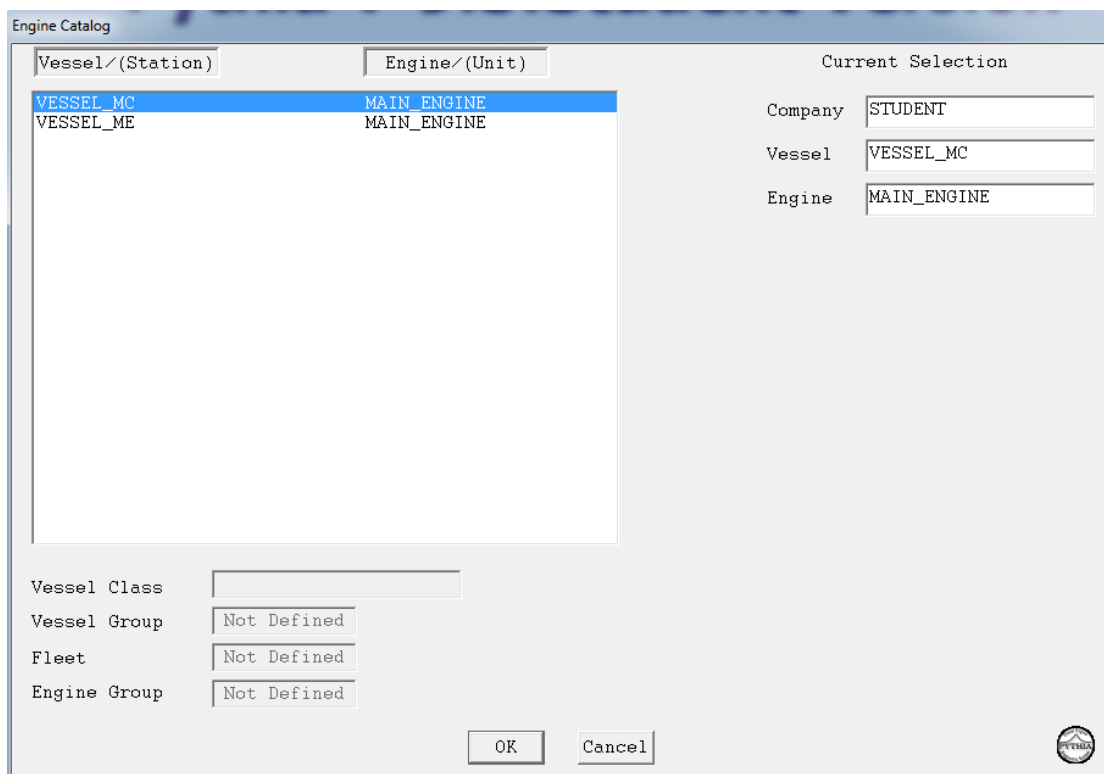 Engine Catalog
Vessel/(Station) Engine/(Unit) Current Selection
VESSEL_MC MAIN_ENGINE
VESSEL_ME MAIN_ENGINE
Company STUDENT
Vessel VESSEL_MC
Engine MAIN_ENGINE
Vessel Class
Vessel Group Not Defined
Fleet Not Defined
Engine Group Not Defined
OK Cancel
PYTHIA